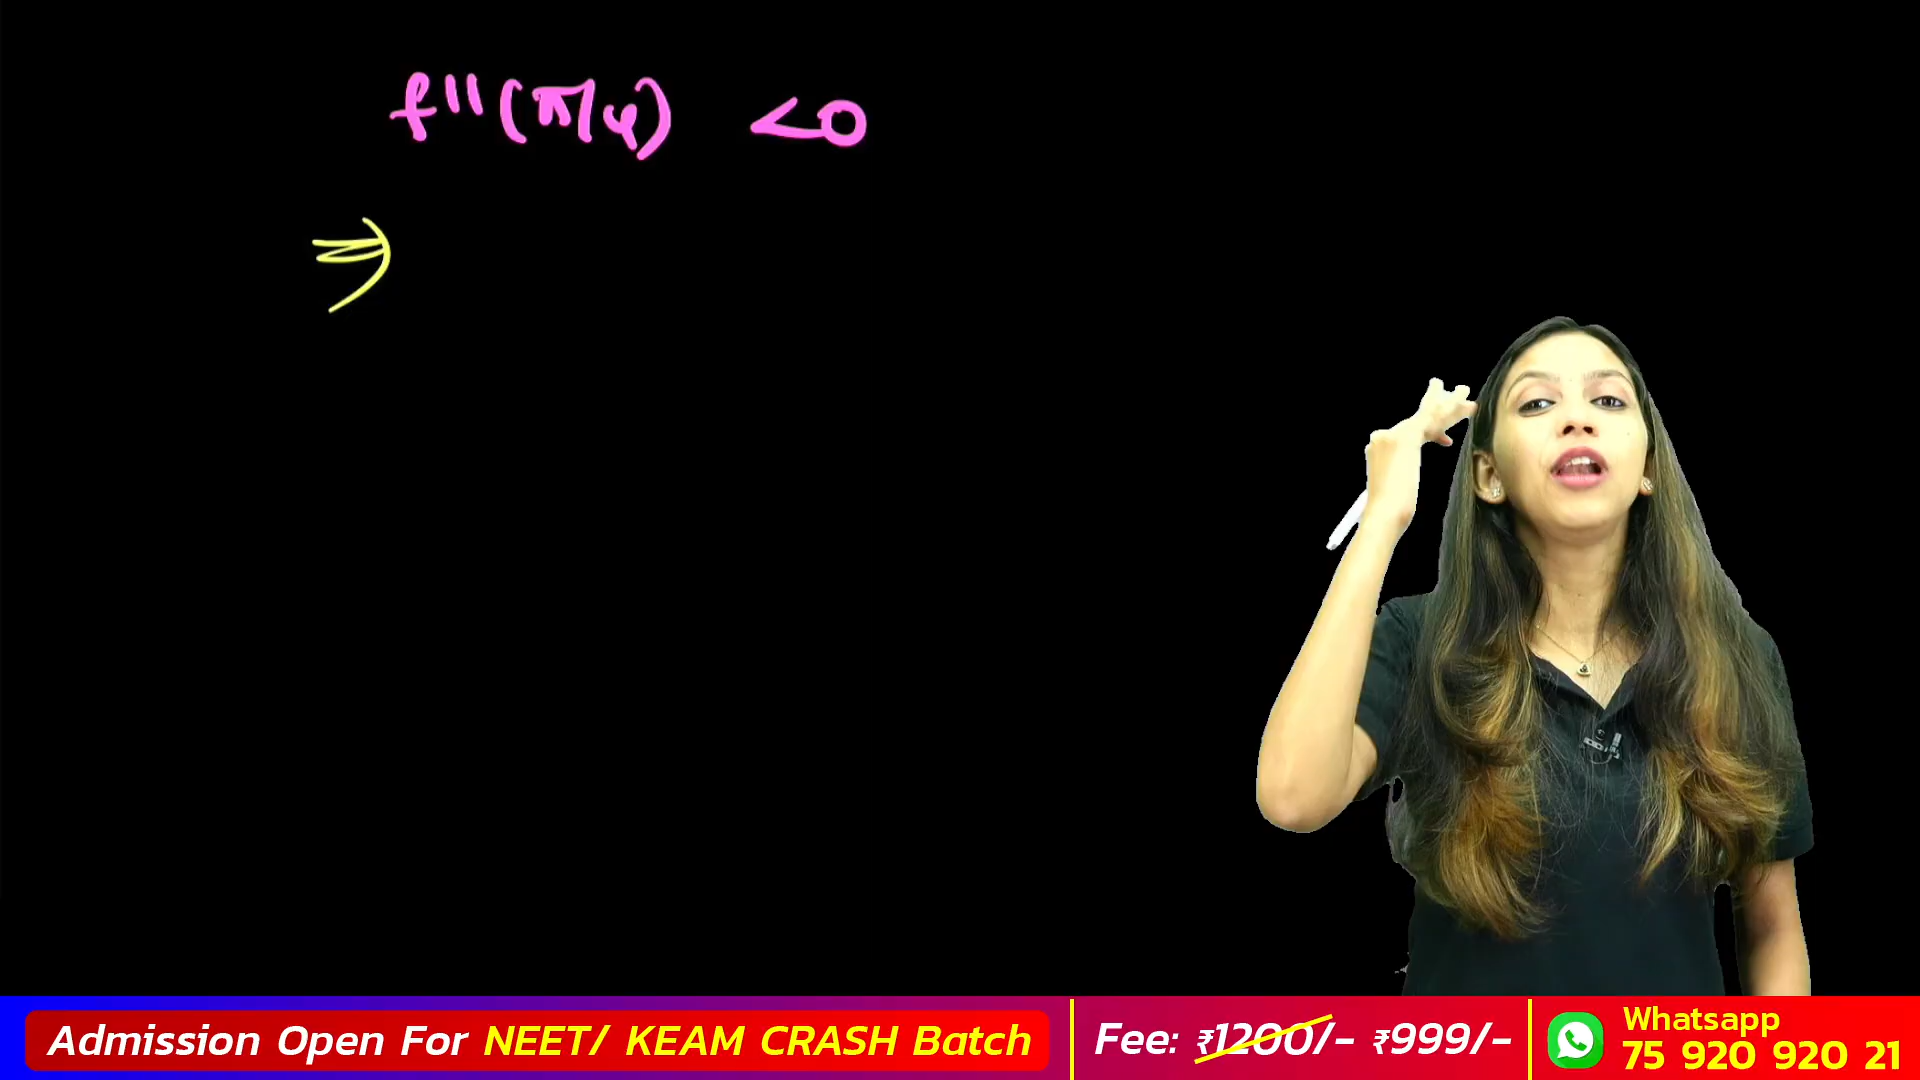 f''(π/4) <0
⇒
Admission Open For NEET/ KEAM CRASH Batch
Fee: ₹1200/- ₹999/-
Whatsapp
75 920 920 21